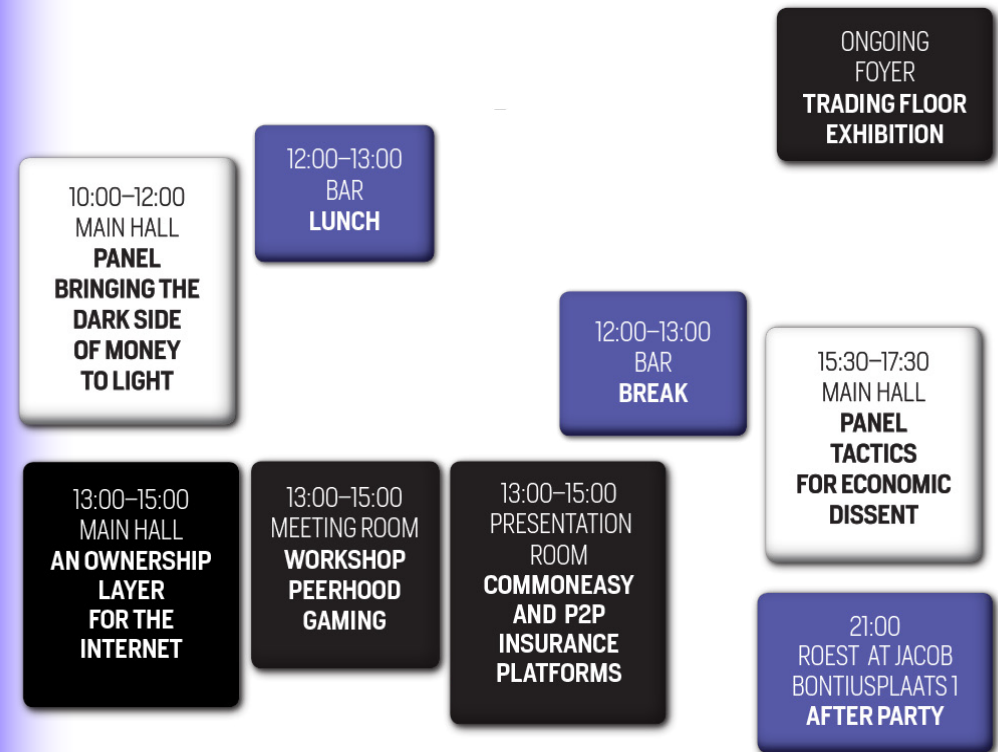 ONGOING
FOYER
TRADING FLOOR
EXHIBITION
10:00–12:00
MAIN HALL
PANEL
BRINGING THE
DARK SIDE
OF MONEY
TO LIGHT
12:00–13:00
BAR
LUNCH
12:00–13:00
BAR
BREAK
15:30–17:30
MAIN HALL
PANEL
TACTICS
FOR ECONOMIC
DISSENT
13:00–15:00
MAIN HALL
AN OWNERSHIP
LAYER
FOR THE
INTERNET
13:00–15:00
MEETING ROOM
WORKSHOP
PEERHOOD
GAMING
13:00–15:00
PRESENTATION
ROOM
COMMONEASY
AND P2P
INSURANCE
PLATFORMS
21:00
ROEST AT JACOB
BONTIUSPLAATS 1
AFTER PARTY